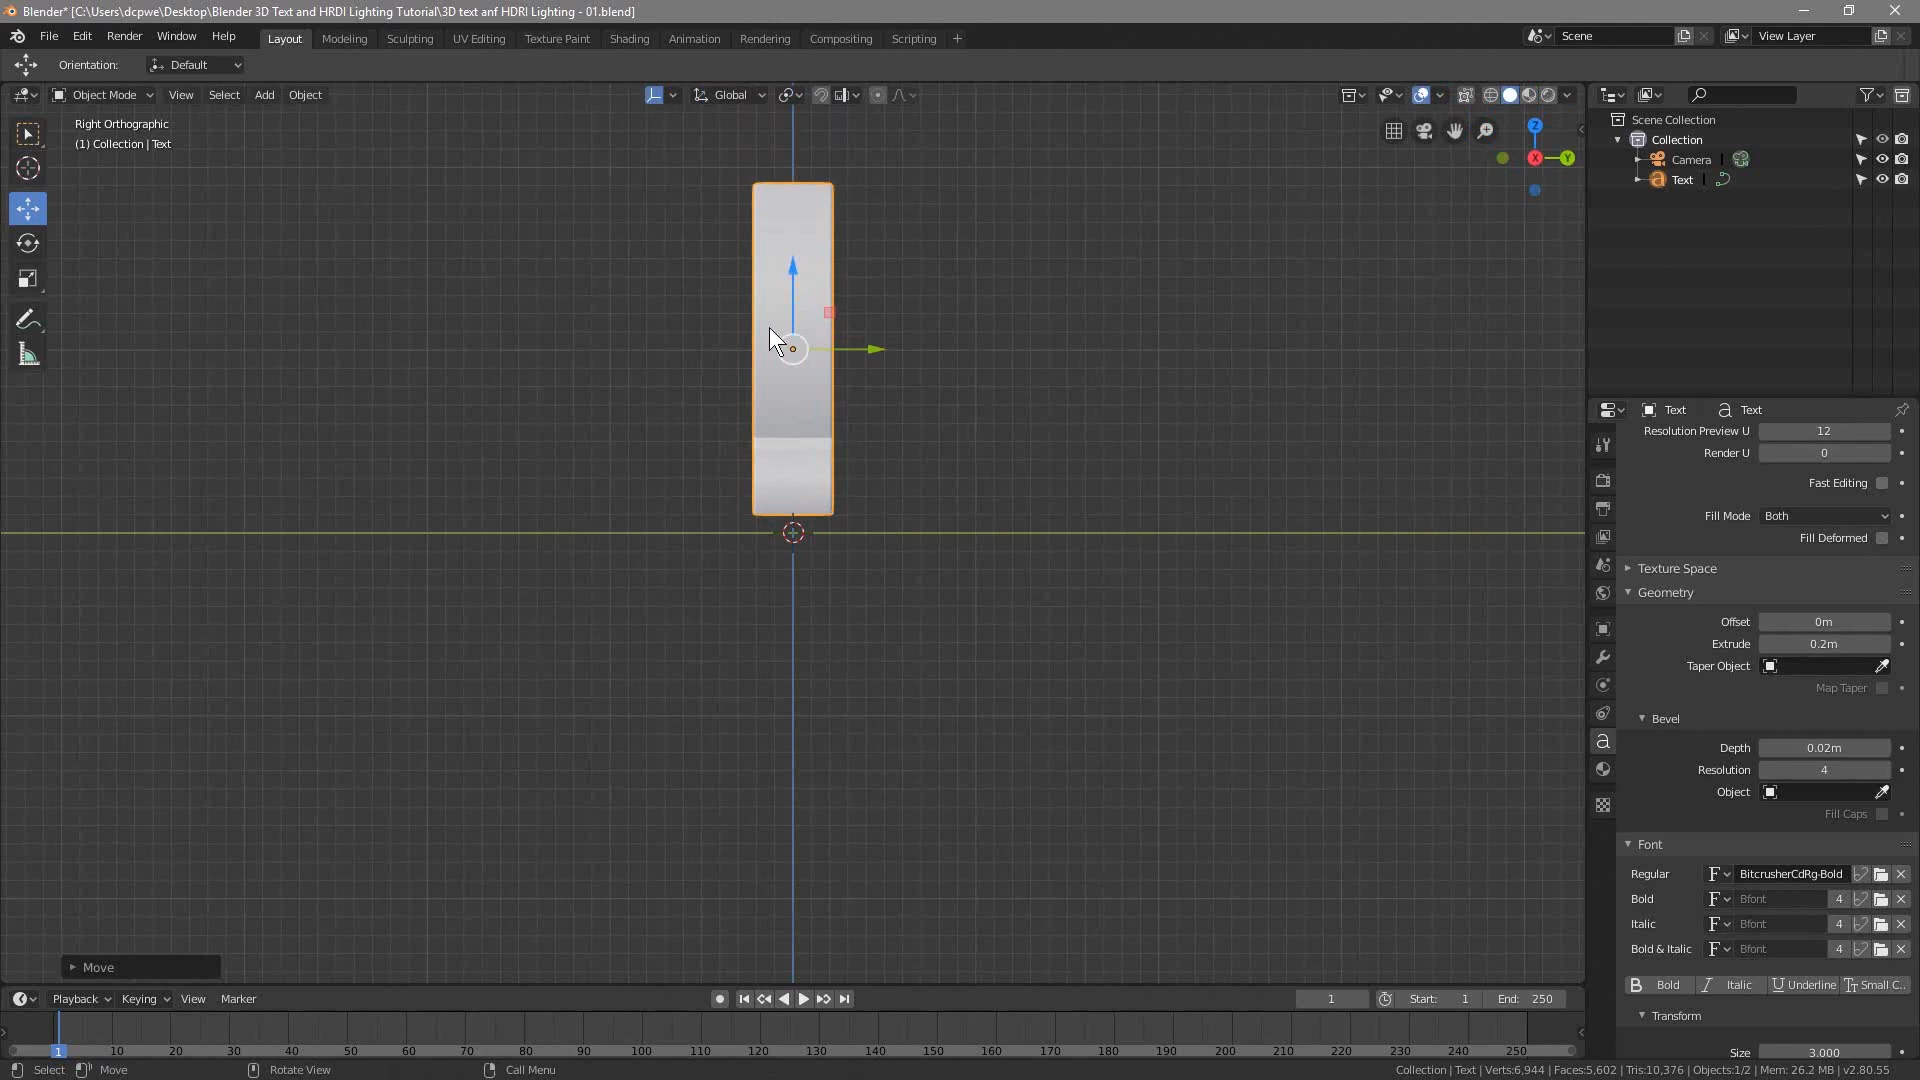 Blender* [C:\Users\dcpwe\Desktop\Blender 3D Text and HRDI Lighting Tutorial\3D text anf HDRI Lighting - 01.blend]
File Edit Render Window Help Layout Modeling Sculpting UV Editing Texture Paint Shading Animation Rendering Compositing Scripting + Scene View Layer
Orientation: Default
Object Mode View Select Add Object Global
Right Orthographic
(1) Collection | Text
Z
X Y
Scene Collection
Collection
Camera
Text
Text Text
Resolution Preview U 12
Render U 0
Fast Editing
Fill Mode Both
Fill Deformed
Texture Space
Geometry
Offset 0m
Extrude 0.2m
Taper Object
Map Taper
Bevel
Depth 0.02m
Resolution 4
Object
Fill Caps
Font
Regular F BitcrusherCdRg-Bold
Bold F Bfont 4
Italic F Bfont 4
Bold & Italic F Bfont 4
B Bold I Italic U Underline Tт Small C..
Transform
Size 3.000
Move
Playback Keying View Marker 1 Start: 1 End: 250
1 10 20 30 40 50 60 70 80 90 100 110 120 130 140 150 160 170 180 190 200 210 220 230 240 250
Select Move Rotate View Call Menu Collection | Text | Verts:6,944 | Faces:5,602 | Tris:10,376 | Objects:1/2 | Mem: 26.2 MB | v2.80.55